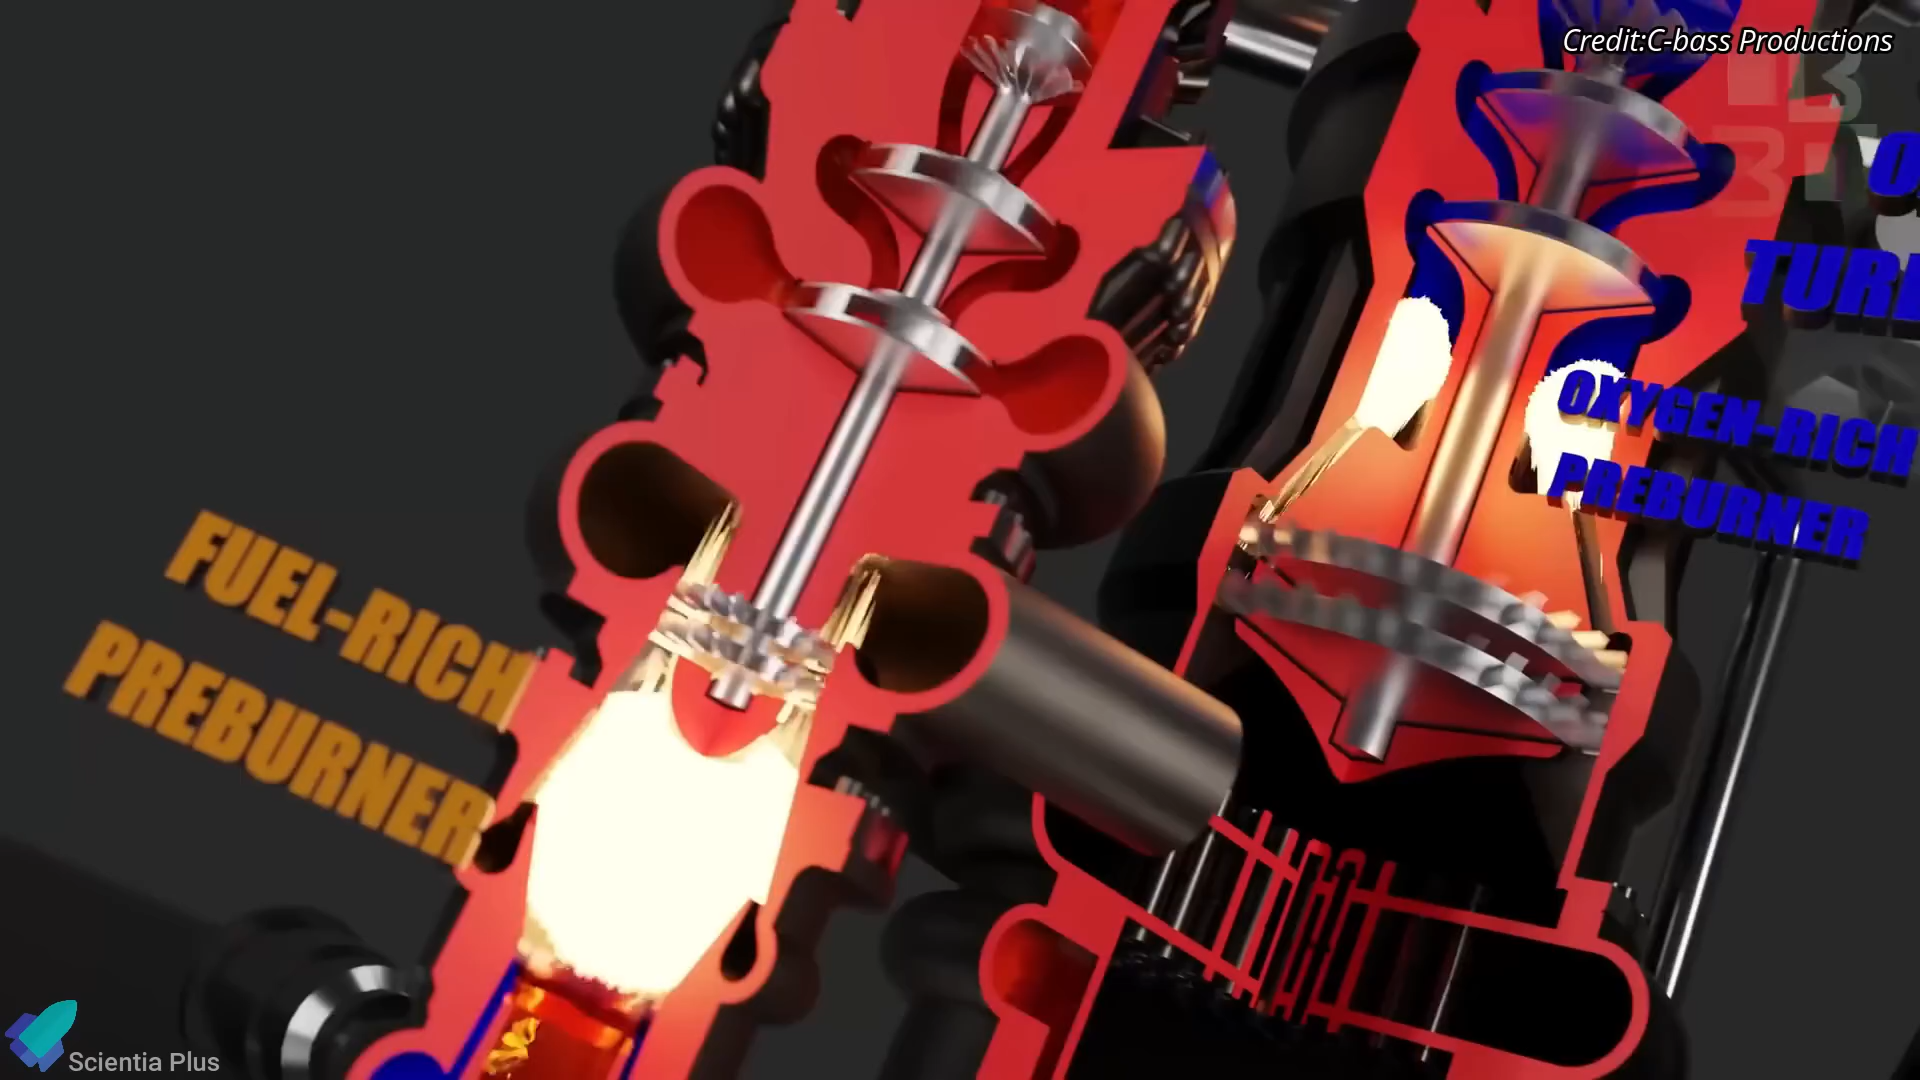 Credit:C-bass Productions
FUEL-RICH
PREBURNER
OXYGEN-RICH
PREBURNER
Scientia Plus